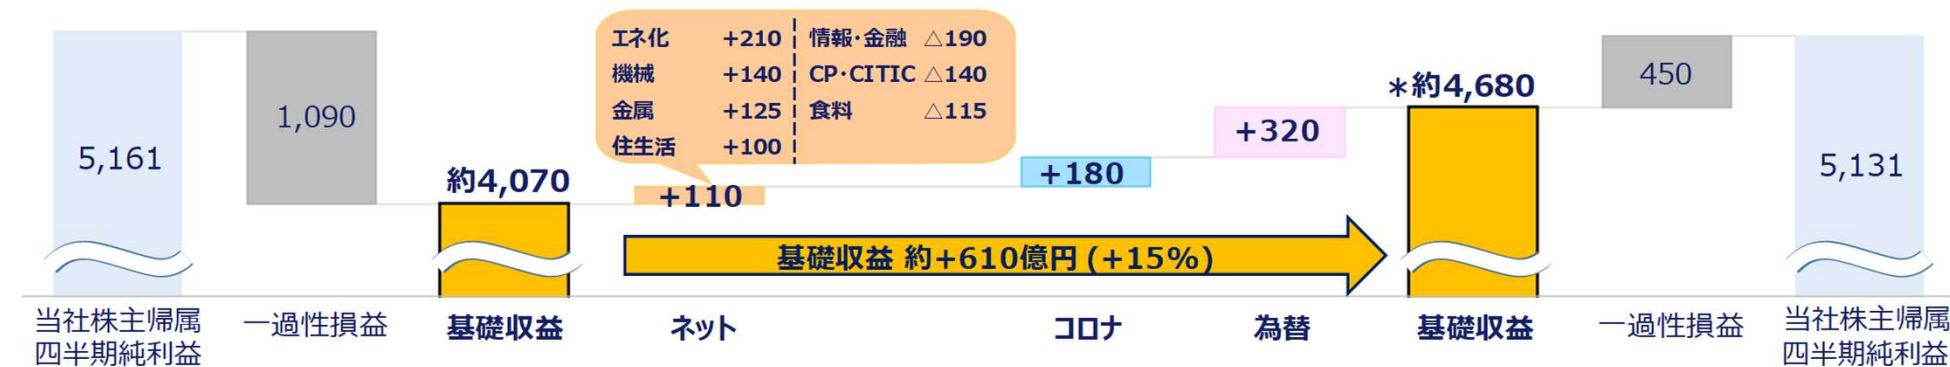 エネ化 +210 情報・金融 △190
機械 +140 CP・CITIC △140
金属 +125 食料 △115
住生活 +100
5,161
1,090
約4,070
+110
+180
+320
＊約4,680
450
5,131
基礎収益 約+610億円 (+15%)
当社株主帰属
四半期純利益
一過性損益
基礎収益
ネット
コロナ
為替
基礎収益
一過性損益
当社株主帰属
四半期純利益